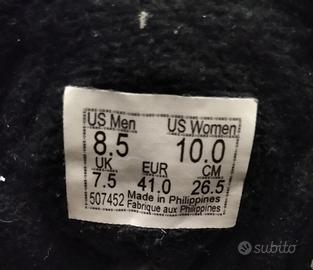 US Men US Women
8.5 10.0
UK EUR CM
7.5 41.0 26.5
507452 Made in Philippines
Fabriqué aux Philippines
subito